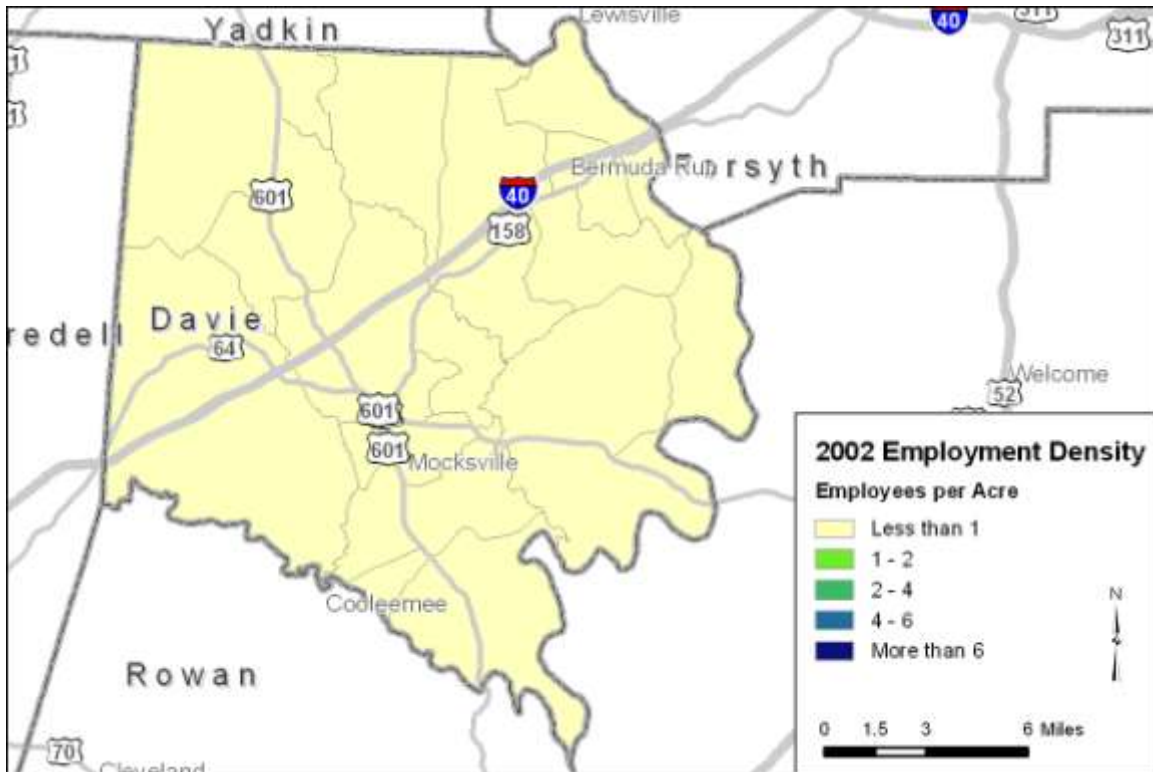 Lewisville
311
Yadkin
40
311
1
1
Bermuda Run
Forsyth
601
40
158
redell
Davie
64
Welcome
52
601
601
Mocksville
2002 Employment Density
Employees per Acre
Less than 1
1 - 2
2 - 4
4 - 6
More than 6
N
Cooleemee
Rowan
0 1.5 3 6 Miles
70
Cleveland